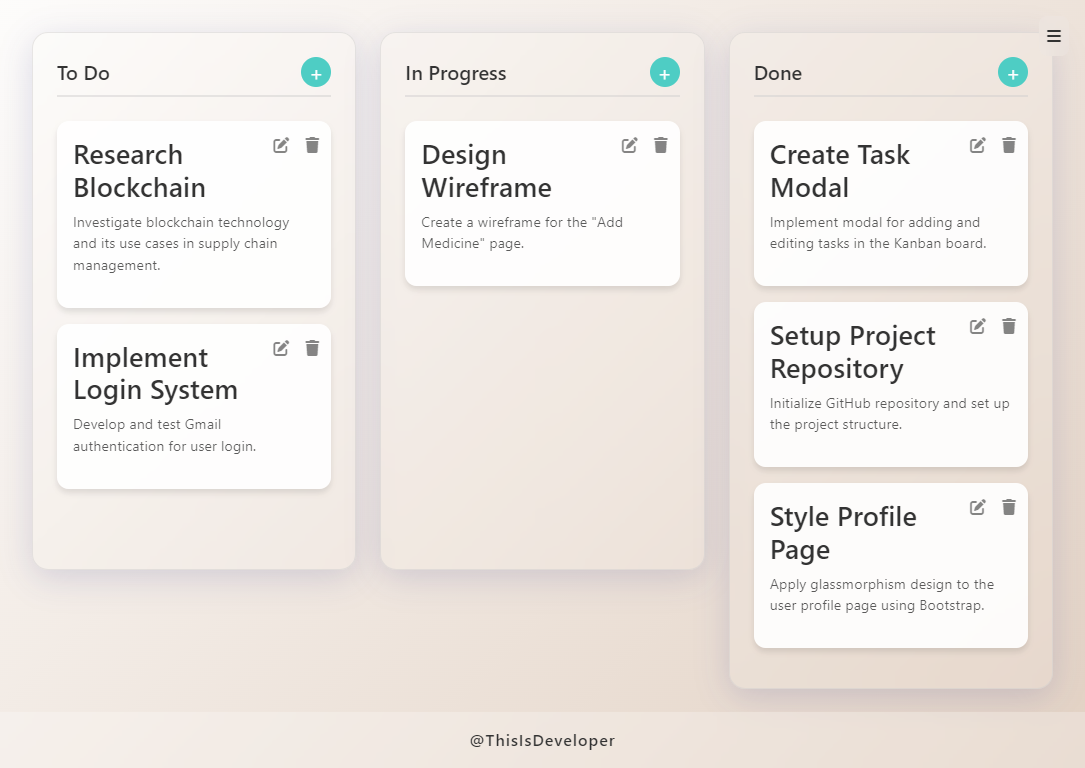 To Do
+
Research
Blockchain
Investigate blockchain technology
and its use cases in supply chain
management.
Implement
Login System
Develop and test Gmail
authentication for user login.
In Progress
+
Design
Wireframe
Create a wireframe for the "Add
Medicine" page.
Done
+
Create Task
Modal
Implement modal for adding and
editing tasks in the Kanban board.
Setup Project
Repository
Initialize GitHub repository and set up
the project structure.
Style Profile
Page
Apply glassmorphism design to the
user profile page using Bootstrap.
@ThisIsDeveloper